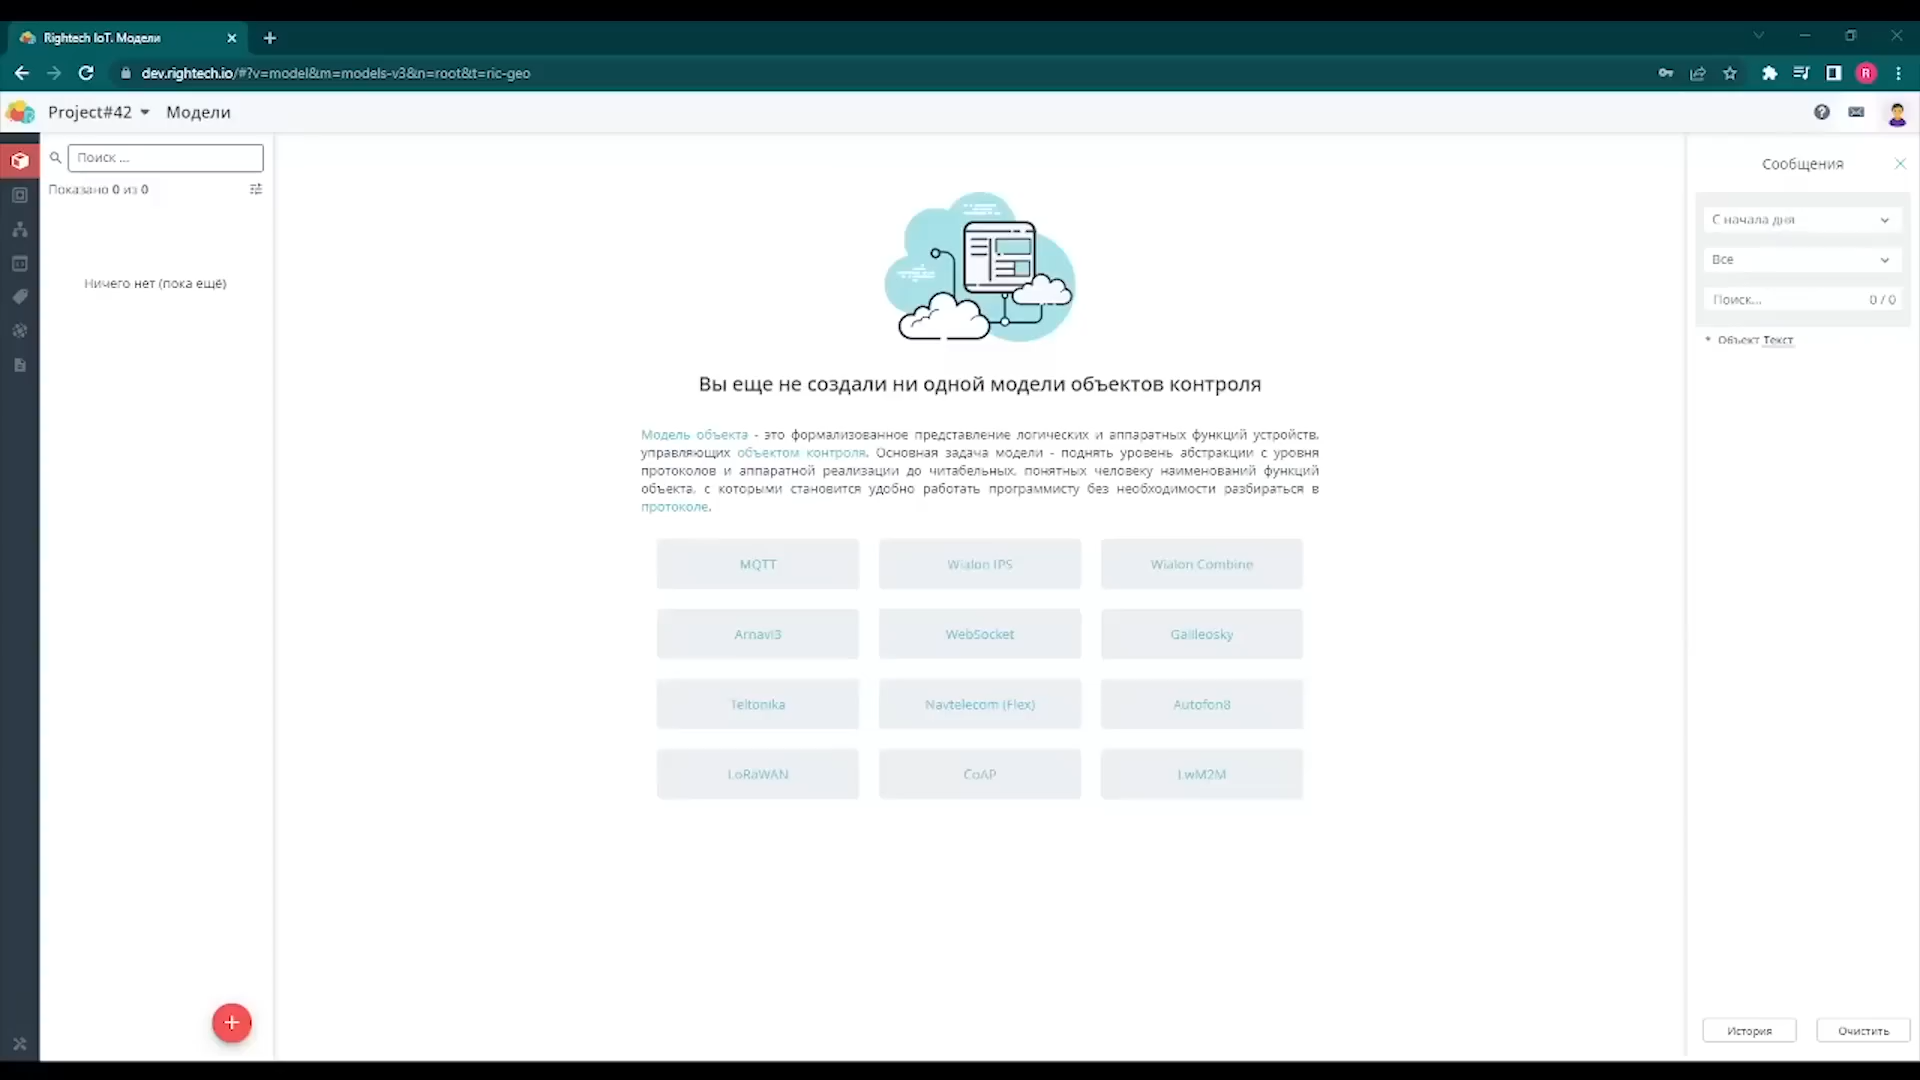 Rightech IoT. Модели
dev.rightech.io/#?v=model&m=models-v3&n=root&t=ric-geo
R
Project#42
Модели
Поиск ...
Показано 0 из 0
Ничего нет (пока ещё)
Вы еще не создали ни одной модели объектов контроля
Модель объекта - это формализованное представление логических и аппаратных функций устройств,
управляющих объектом контроля. Основная задача модели - поднять уровень абстракции с уровня
протоколов и аппаратной реализации до читабельных, понятных человеку наименований функций
объекта, с которыми становится удобно работать программисту без необходимости разбираться в
протоколе.
MQTT
Wialon IPS
Wialon Combine
Arnavi3
WebSocket
Galileosky
Teltonika
Navtelecom (Flex)
Autofon8
LoRaWAN
CoAP
LwM2M
Сообщения
С начала дня
Все
Поиск... 0 / 0
* Объект Текст
История
Очистить